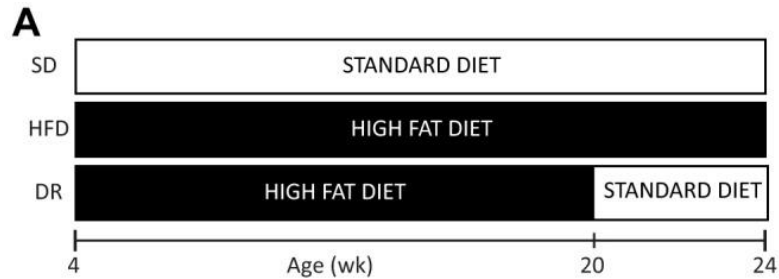 A
SD STANDARD DIET
HFD HIGH FAT DIET
DR HIGH FAT DIET STANDARD DIET
4 Age (wk) 20 24